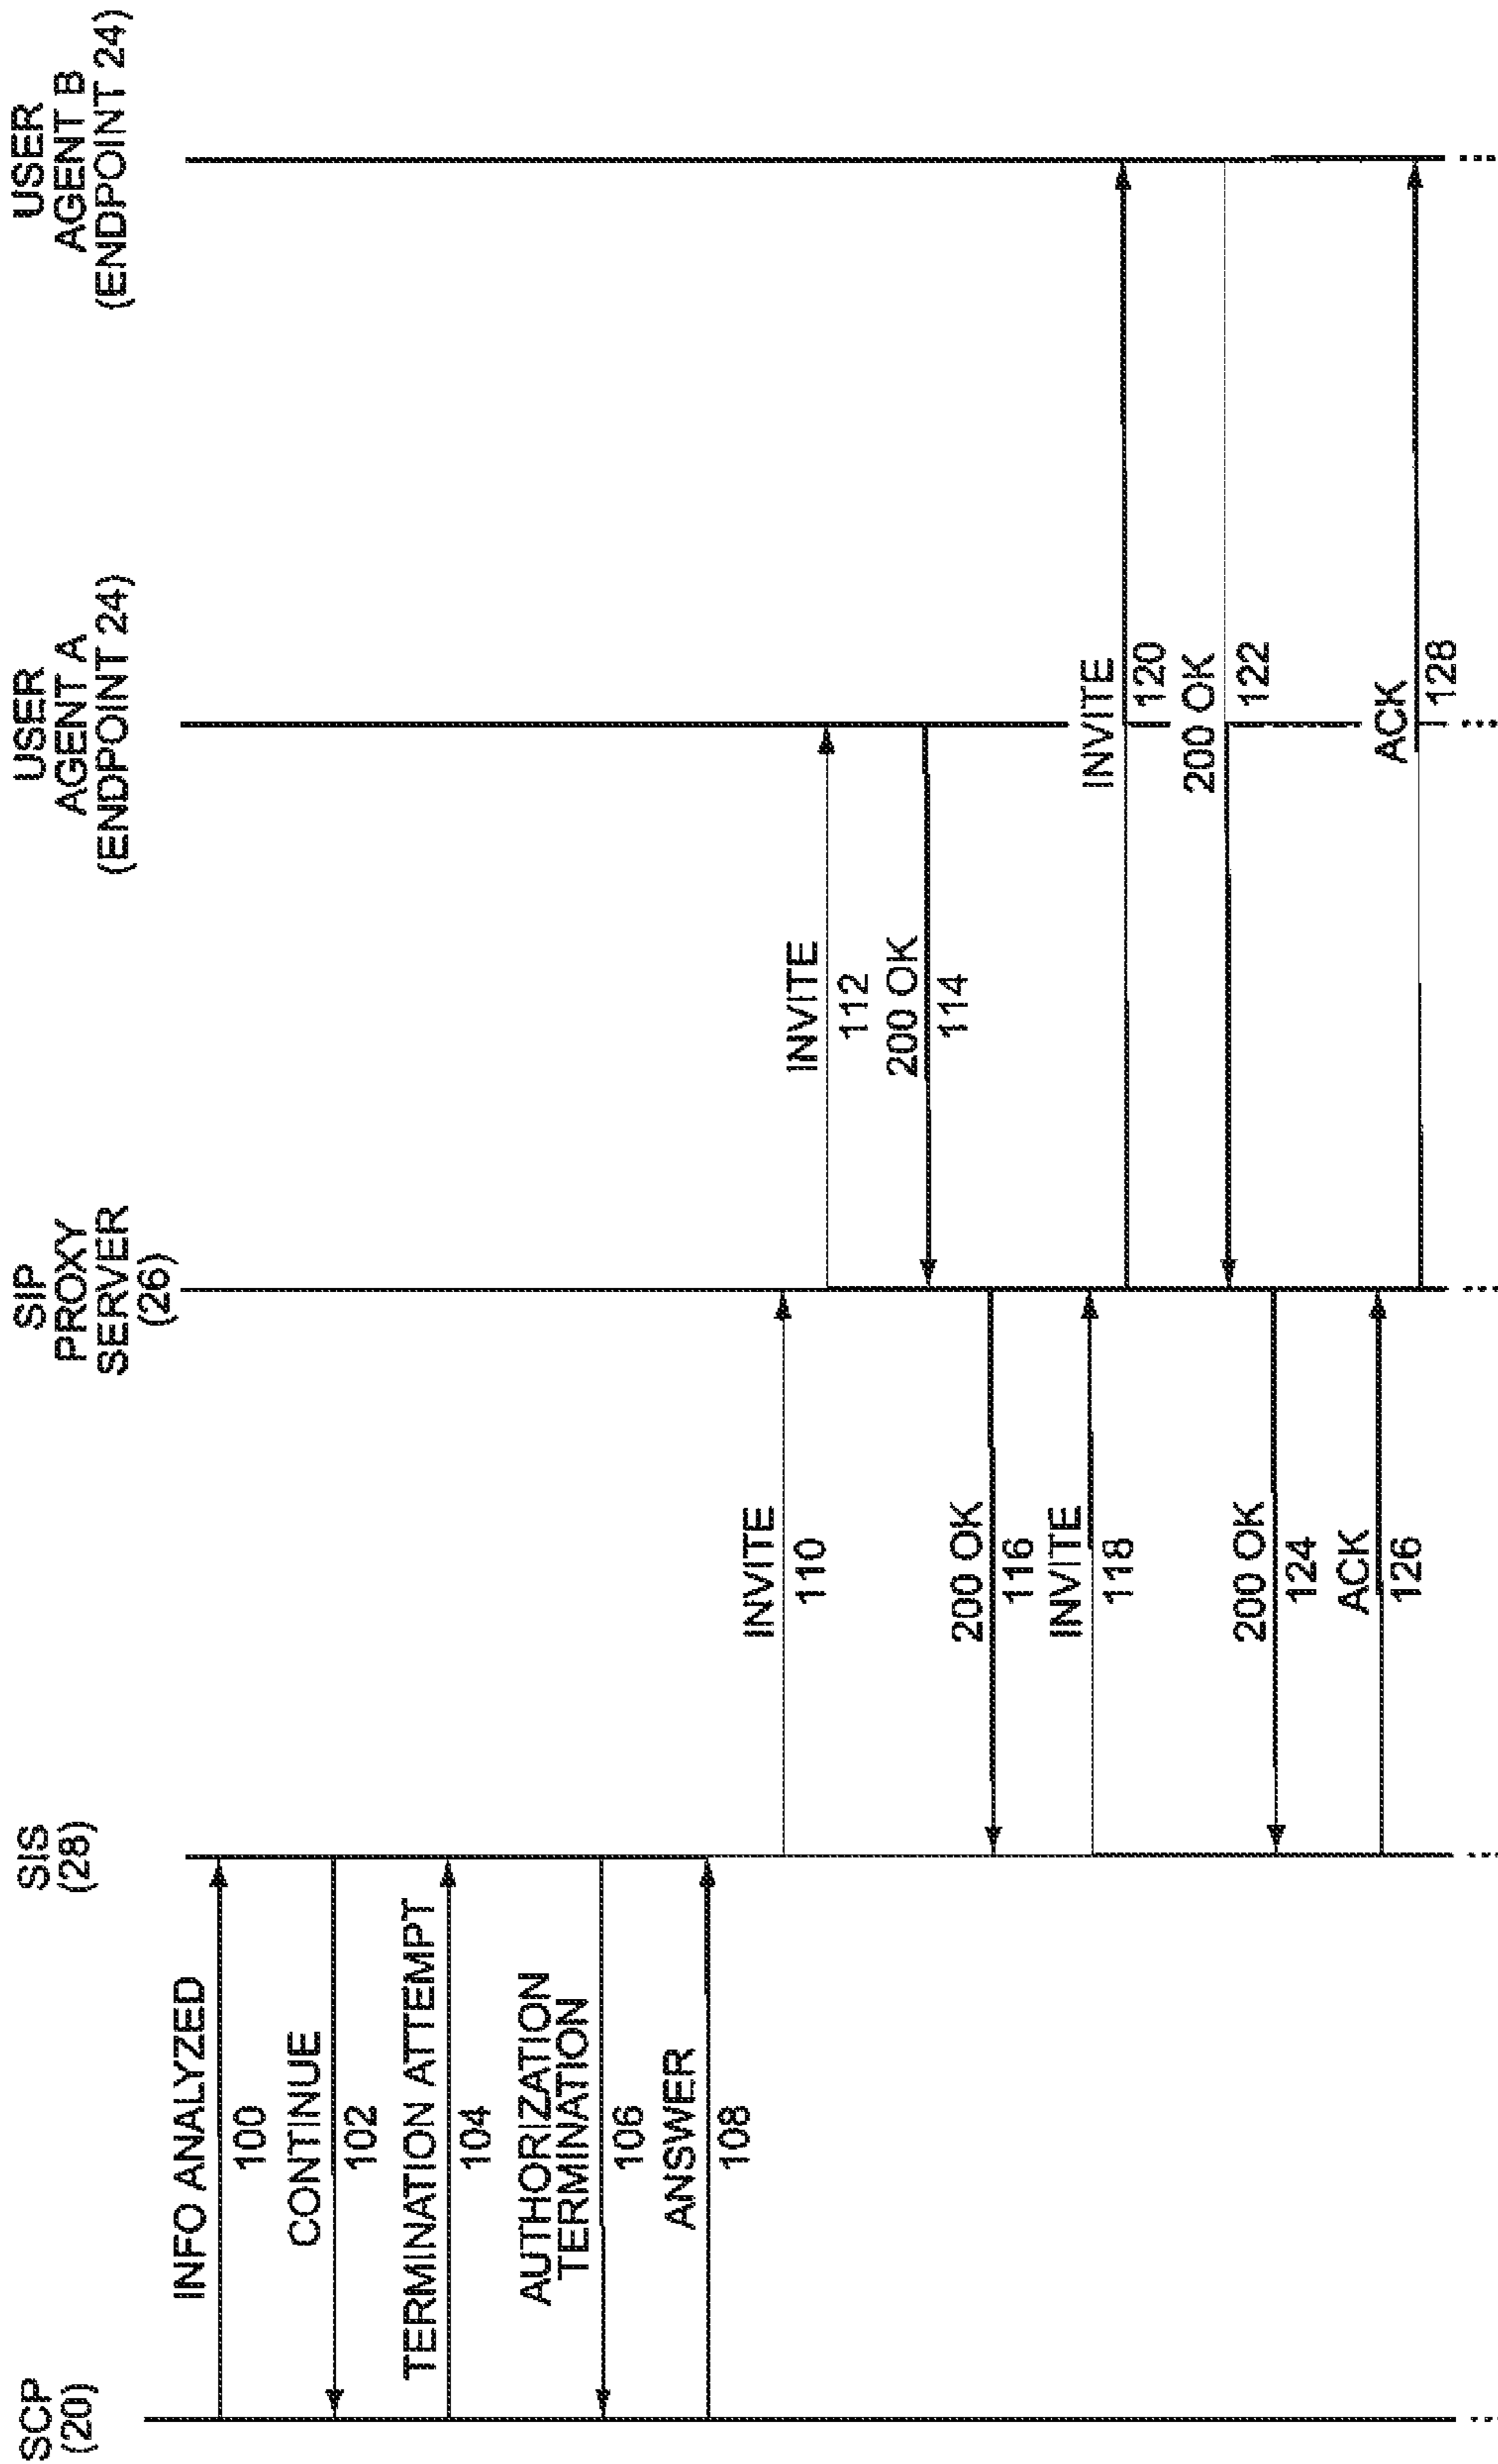 SCP
(20)
SIS
(28)
SIP
PROXY
SERVER
(26)
USER
AGENT A
(ENDPOINT 24)
USER
AGENT B
(ENDPOINT 24)
INFO ANALYZED
100
CONTINUE
102
TERMINATION ATTEMPT
104
AUTHORIZATION
TERMINATION
106
ANSWER
108
INVITE
110
INVITE
112
200 OK
114
200 OK
116
INVITE
118
INVITE
120
200 OK
122
200 OK
124
ACK
126
ACK
128